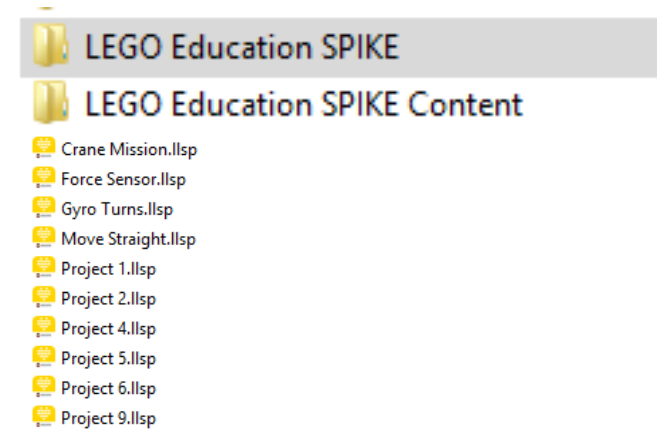 LEGO Education SPIKE
LEGO Education SPIKE Content
Crane Mission.llsp
Force Sensor.llsp
Gyro Turns.llsp
Move Straight.llsp
Project 1.llsp
Project 2.llsp
Project 4.llsp
Project 5.llsp
Project 6.llsp
Project 9.llsp